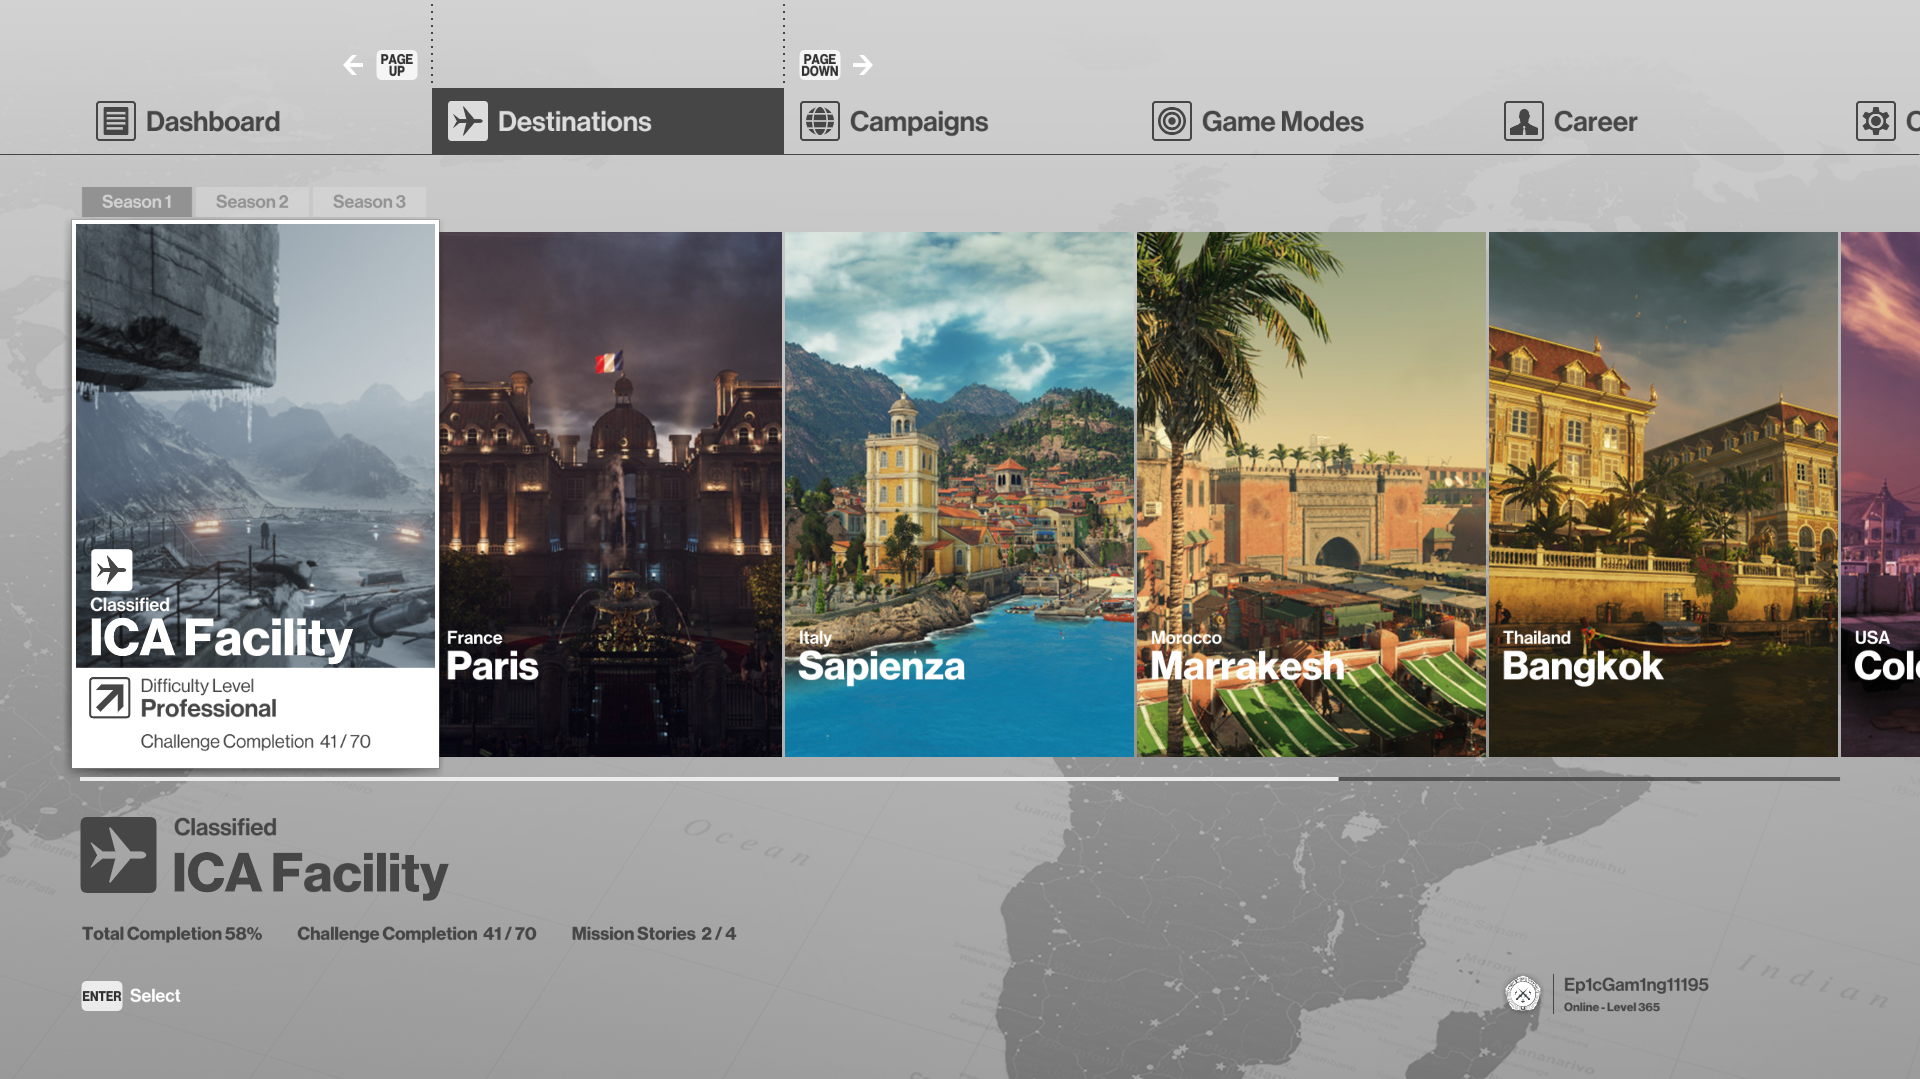 PAGE UP
PAGE DOWN
Dashboard
Destinations
Campaigns
Game Modes
Career
Season 1
Season 2
Season 3
Classified
ICA Facility
Difficulty Level
Professional
Challenge Completion 41 / 70
France
Paris
Italy
Sapienza
Morocco
Marrakesh
Thailand
Bangkok
USA
Colo
Luanda
Ocean
Mogadishu
Indian
Classified
ICA Facility
Total Completion 58%
Challenge Completion 41 / 70
Mission Stories 2 / 4
ENTER Select
Ep1cGam1ng11195
Online - Level 365